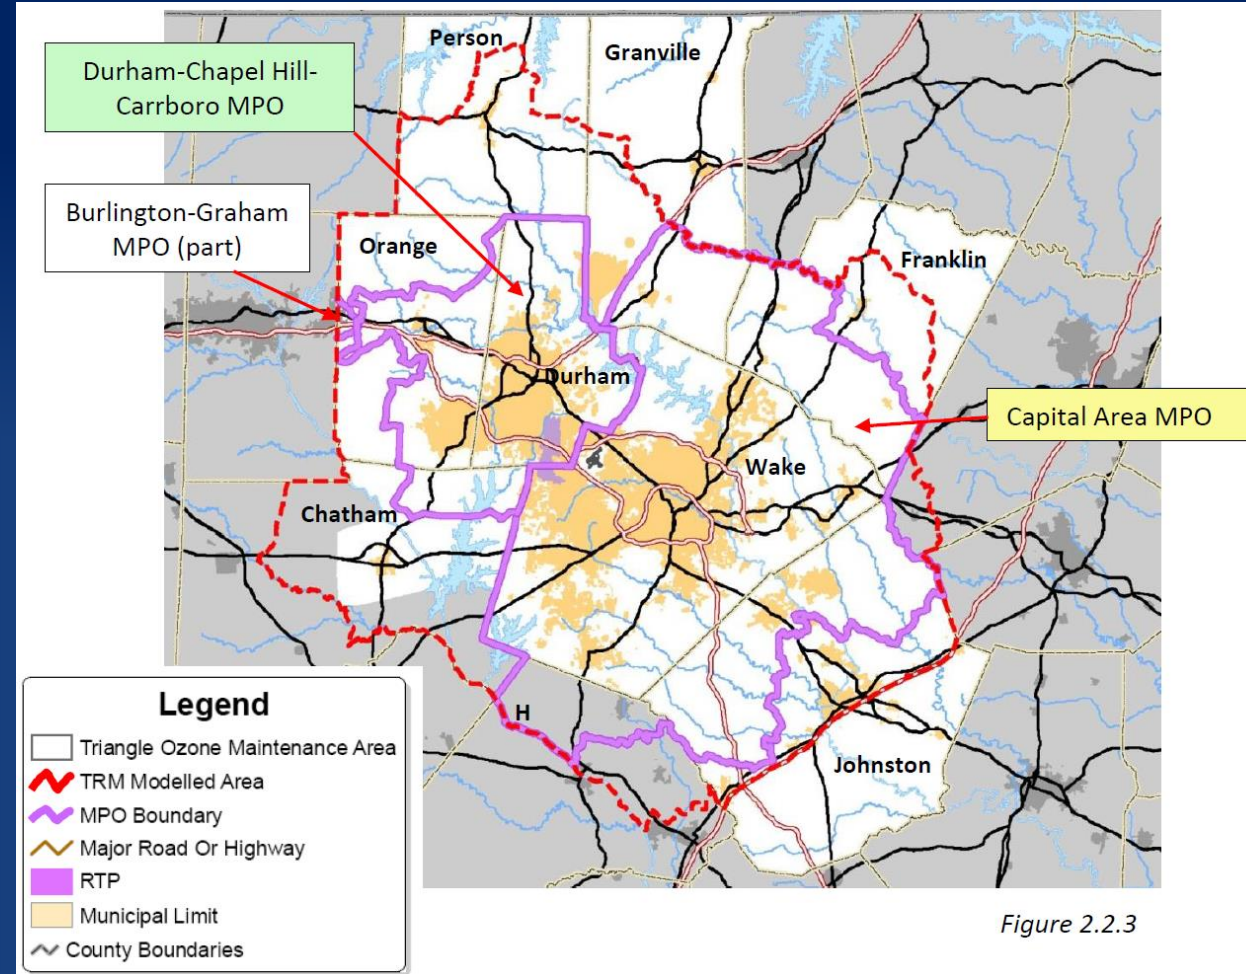 Person
Granville
Durham-Chapel Hill-
Carrboro MPO
Burlington-Graham
MPO (part)
Orange
Franklin
Durham
Capital Area MPO
Wake
Chatham
H
Johnston
Legend
Triangle Ozone Maintenance Area
TRM Modelled Area
MPO Boundary
Major Road Or Highway
RTP
Municipal Limit
County Boundaries
Figure 2.2.3